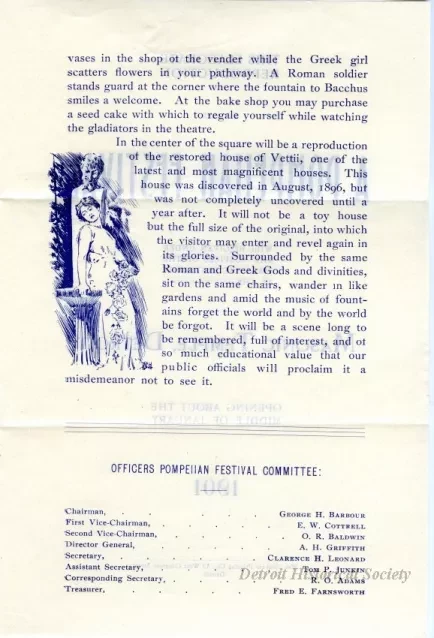 vases in the shop ot the vender while the Greek girl
scatters flowers in your pathway. A Roman soldier
stands guard at the corner where the fountain to Bacchus
smiles a welcome. At the bake shop you may purchase
a seed cake with which to regale yourself while watching
the gladiators in the theatre.
In the center of the square will be a reproduction
of the restored house of Vettii, one of the
latest and most magnificent houses. This
house was discovered in August, 1896, but
was not completely uncovered until a
year after. It will not be a toy house
but the full size of the original, into which
the visitor may enter and revel again in
its glories. Surrounded by the same
Roman and Greek Gods and divinities,
sit on the same chairs, wander in like
gardens and amid the music of fount-
ains forget the world and by the world
be forgot. It will be a scene long to
be remembered, full of interest, and ot
so much educational value that our
public officials will proclaim it a
misdemeanor not to see it.
OFFICERS POMPEIIAN FESTIVAL COMMITTEE:
Chairman, . . . . . GEORGE H. BARBOUR
First Vice-Chairman, . . . . E. W. COTTRELL
Second Vice-Chairman, . . . . O. R. BALDWIN
Director General, . . . . A. H. GRIFFITH
Secretary, . . . . . CLARENCE H. LEONARD
Assistant Secretary, . . . . TOM P. JUNKIN
Corresponding Secretary, . . . . R. O. ADAMS
Treasurer, . . . . . FRED E. FARNSWORTH
Detroit Historical Society